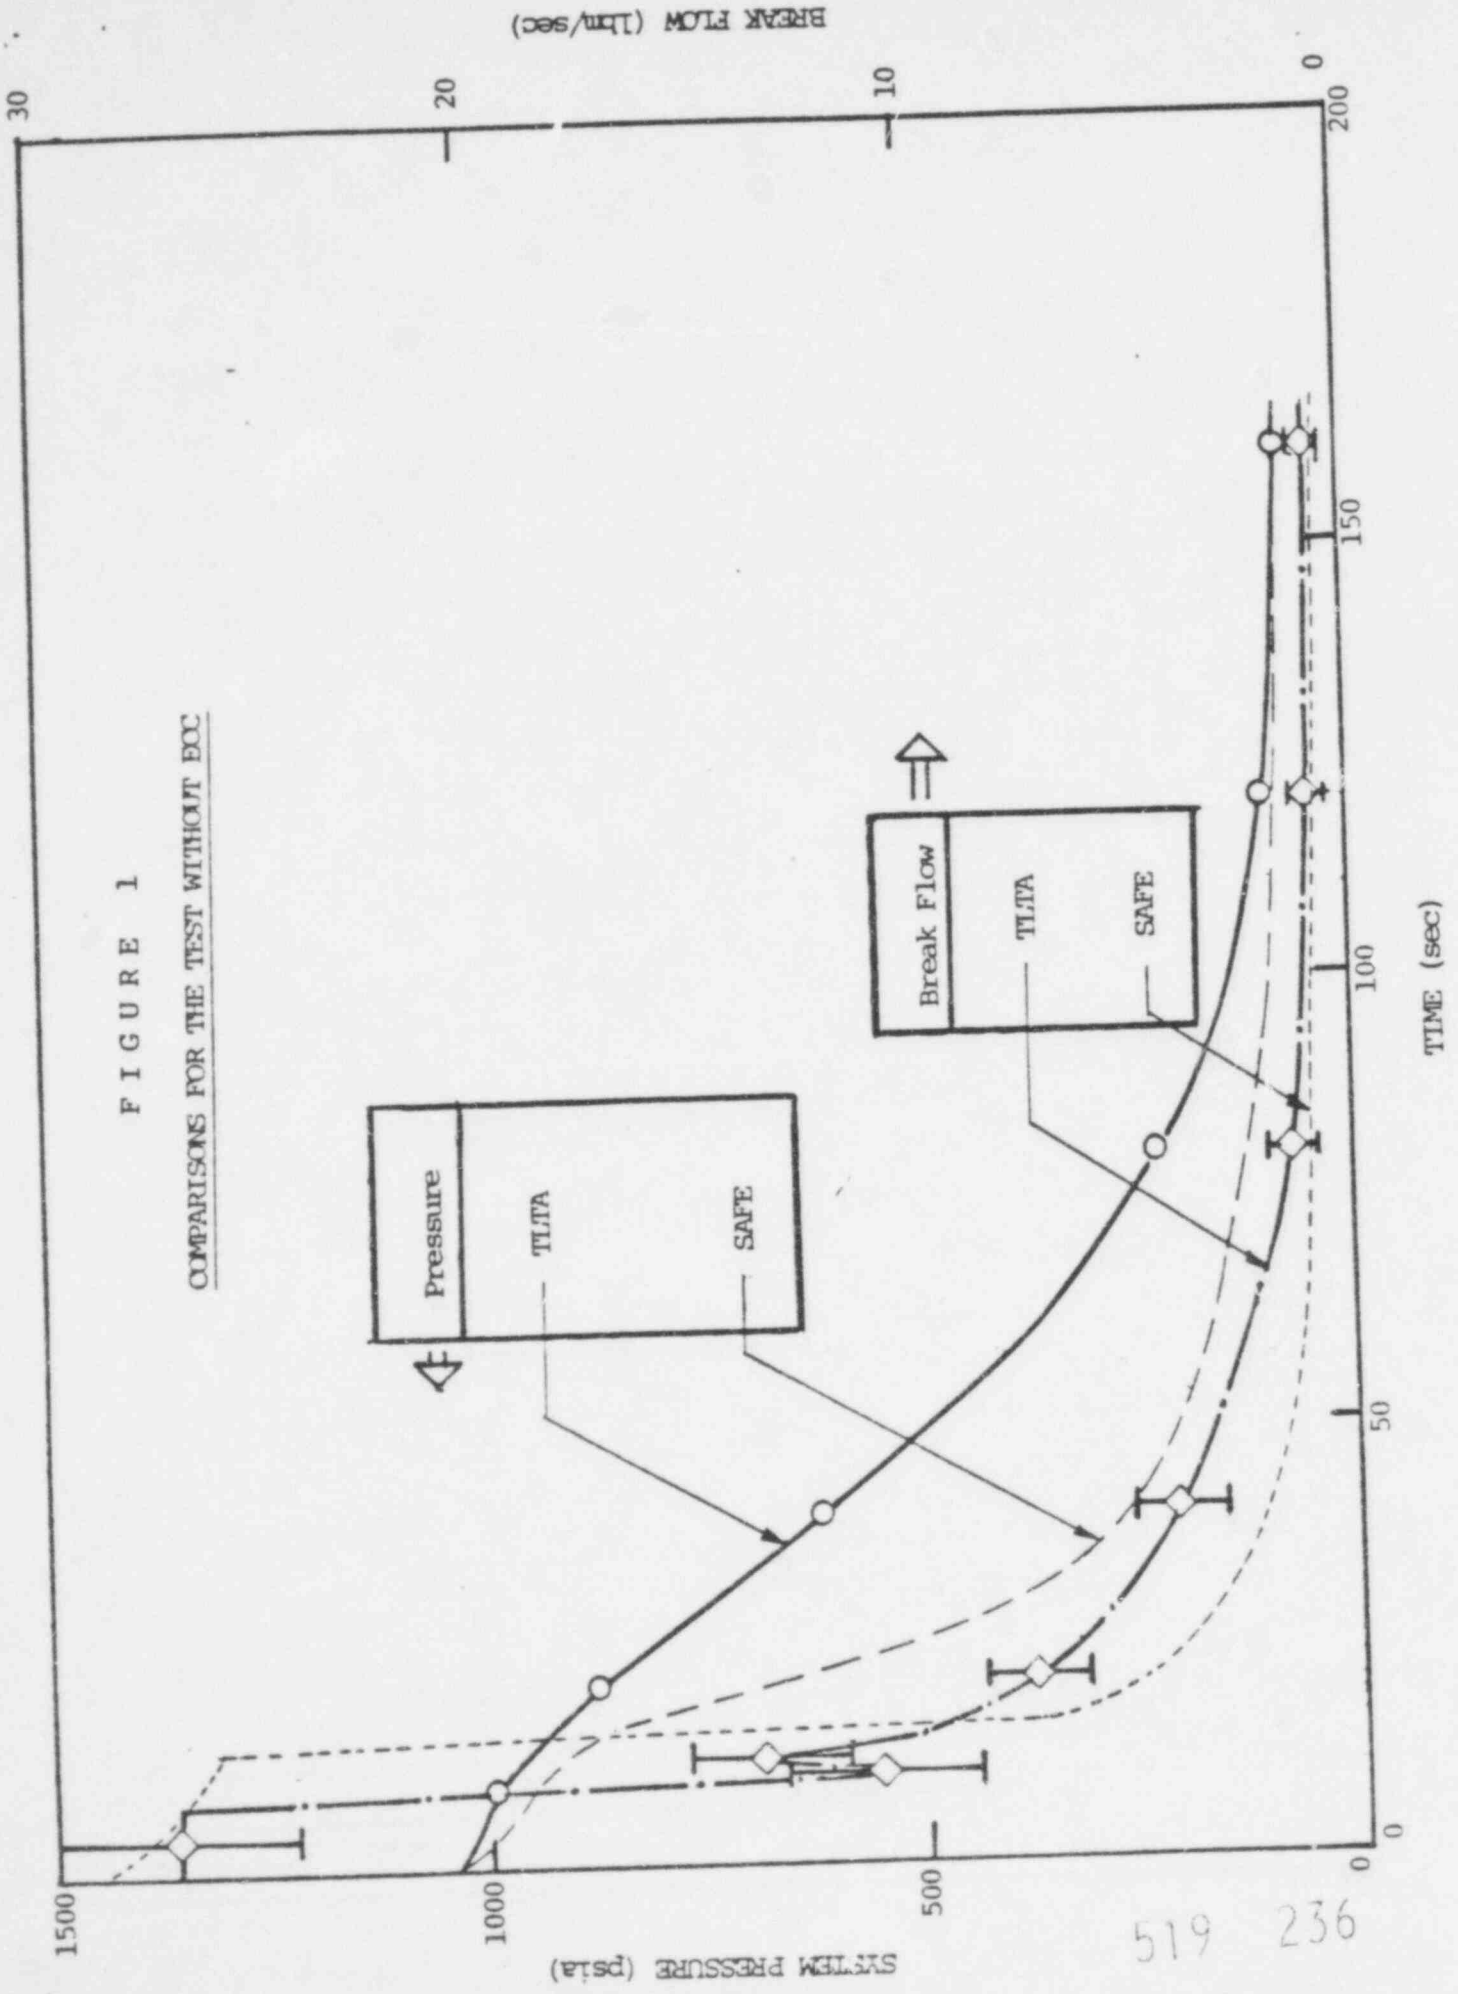 FIGURE 1
COMPARISONS FOR THE TEST WITHOUT ECC
SYSTEM PRESSURE (psia)
1500
1000
500
0
BREAK FLOW (lbm/sec)
30
20
10
0
Pressure
TLTA
SAFE
Break Flow
TLTA
SAFE
0
50
100
150
200
TIME (sec)
519 236